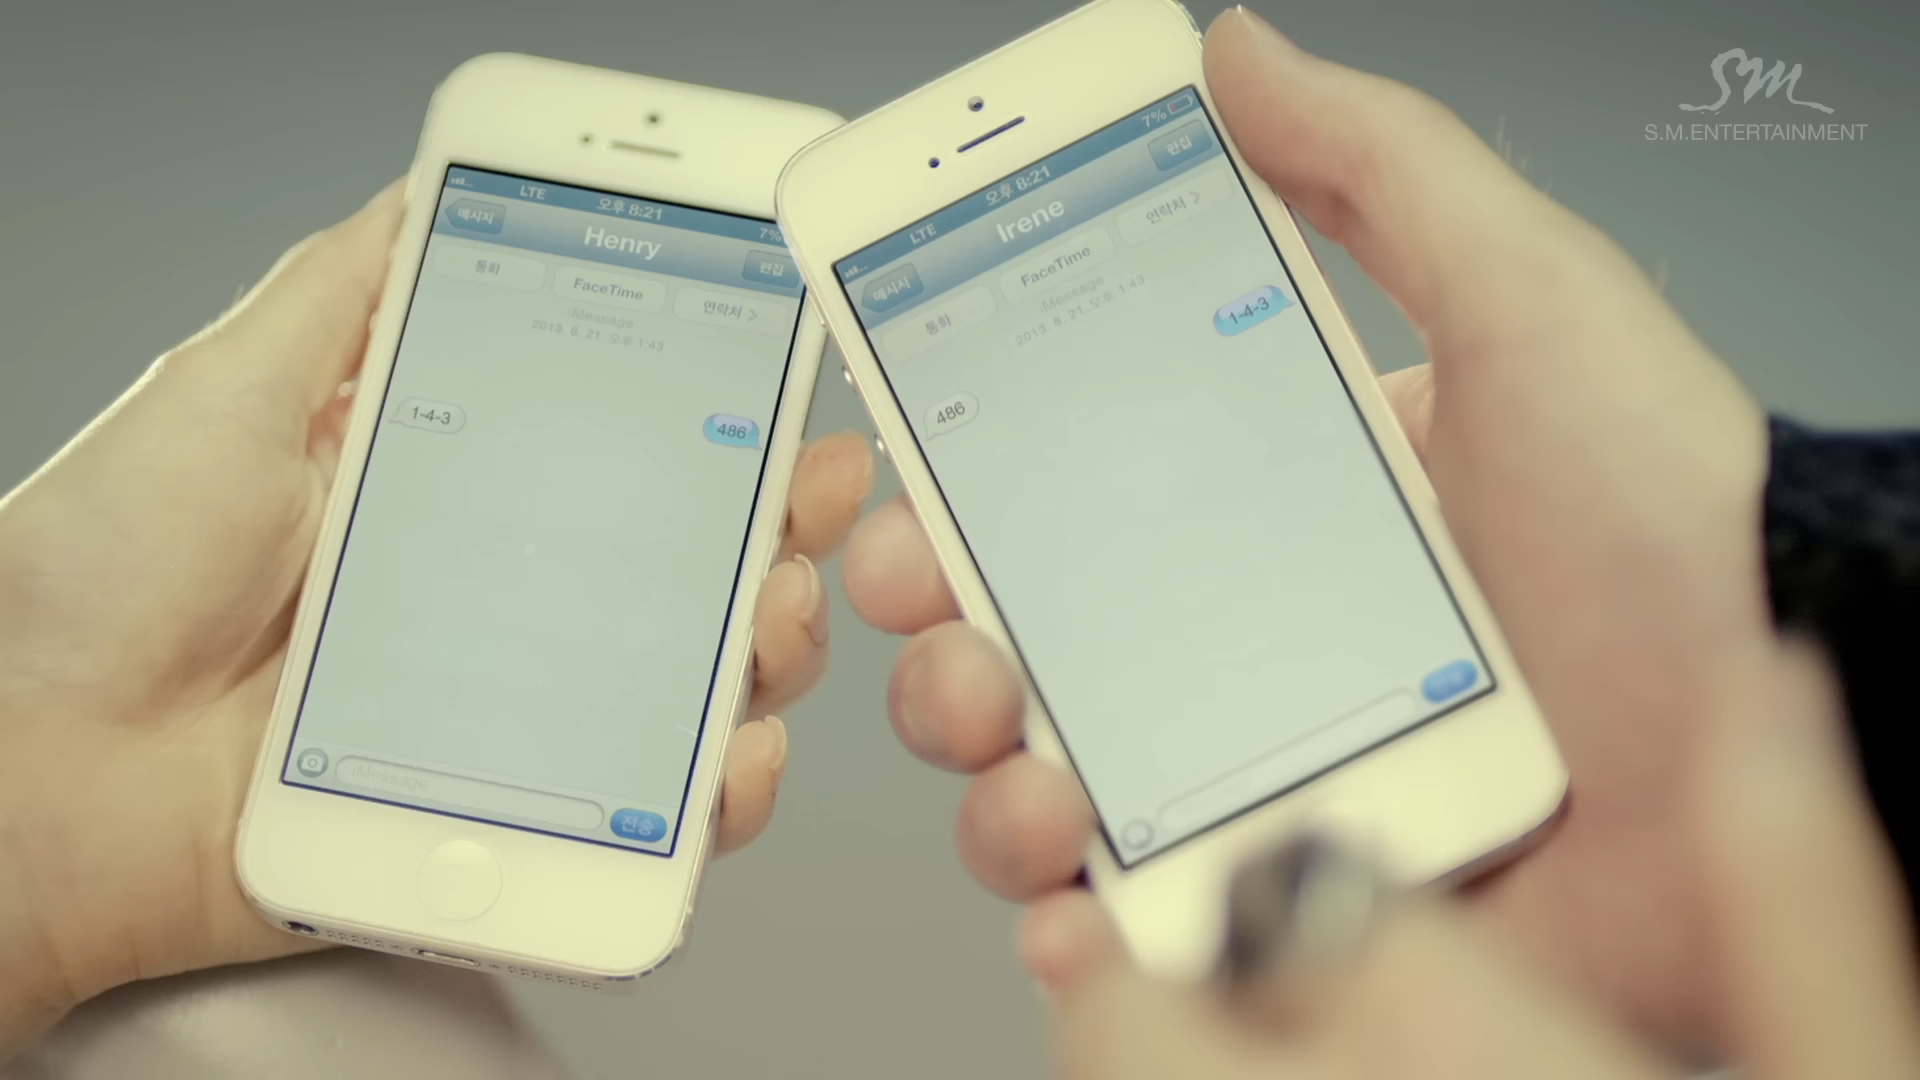 SM
S.M.ENTERTAINMENT
LTE
오후 8:21
7%
메시지
Henry
편집
통화
FaceTime
연락처
iMessage
2013. 8. 21. 오후 1:43
1-4-3
486
iMessage
전송
LTE
오후 8:21
7%
메시지
Irene
편집
통화
FaceTime
연락처
iMessage
2013. 8. 21. 오후 1:43
1-4-3
486